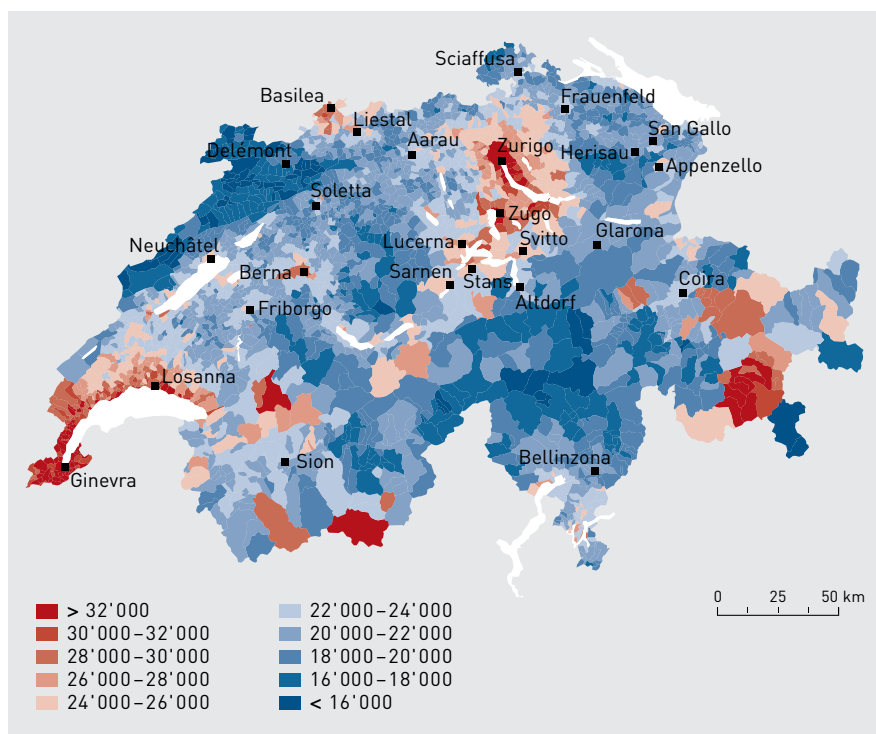 Sciaffusa
Basilea
Frauenfeld
Liestal
San Gallo
Aarau
Zurigo
Herisau
Delémont
Appenzello
Soletta
Zugo
Glarona
Neuchâtel
Lucerna
Svitto
Berna
Sarnen
Stans
Coira
Altdorf
Friborgo
Losanna
Bellinzona
Sion
Ginevra
> 32'000
30'000–32'000
28'000–30'000
26'000–28'000
24'000–26'000
22'000–24'000
20'000–22'000
18'000–20'000
16'000–18'000
< 16'000
0 25 50 km